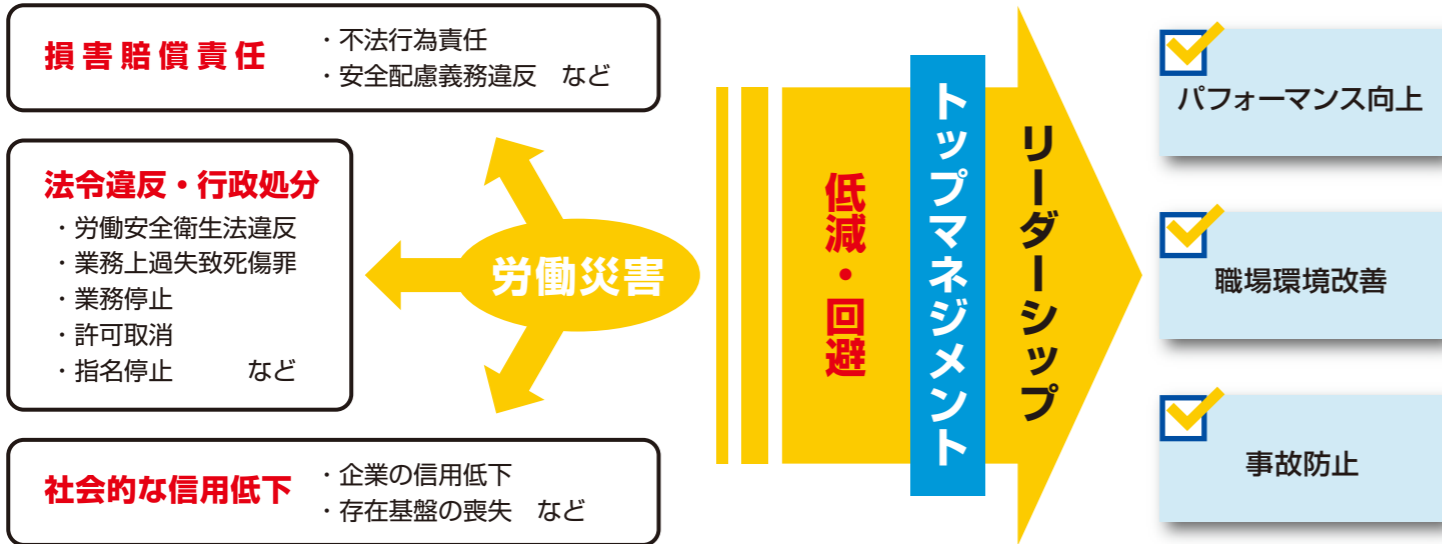 損害賠償責任
・不法行為責任
・安全配慮義務違反　など
法令違反・行政処分
・労働安全衛生法違反
・業務上過失致死傷罪
・業務停止
・許可取消
・指名停止　　　など
社会的な信用低下
・企業の信用低下
・存在基盤の喪失　など
労働災害
低減・回避
トップマネジメント
リーダーシップ
パフォーマンス向上
職場環境改善
事故防止